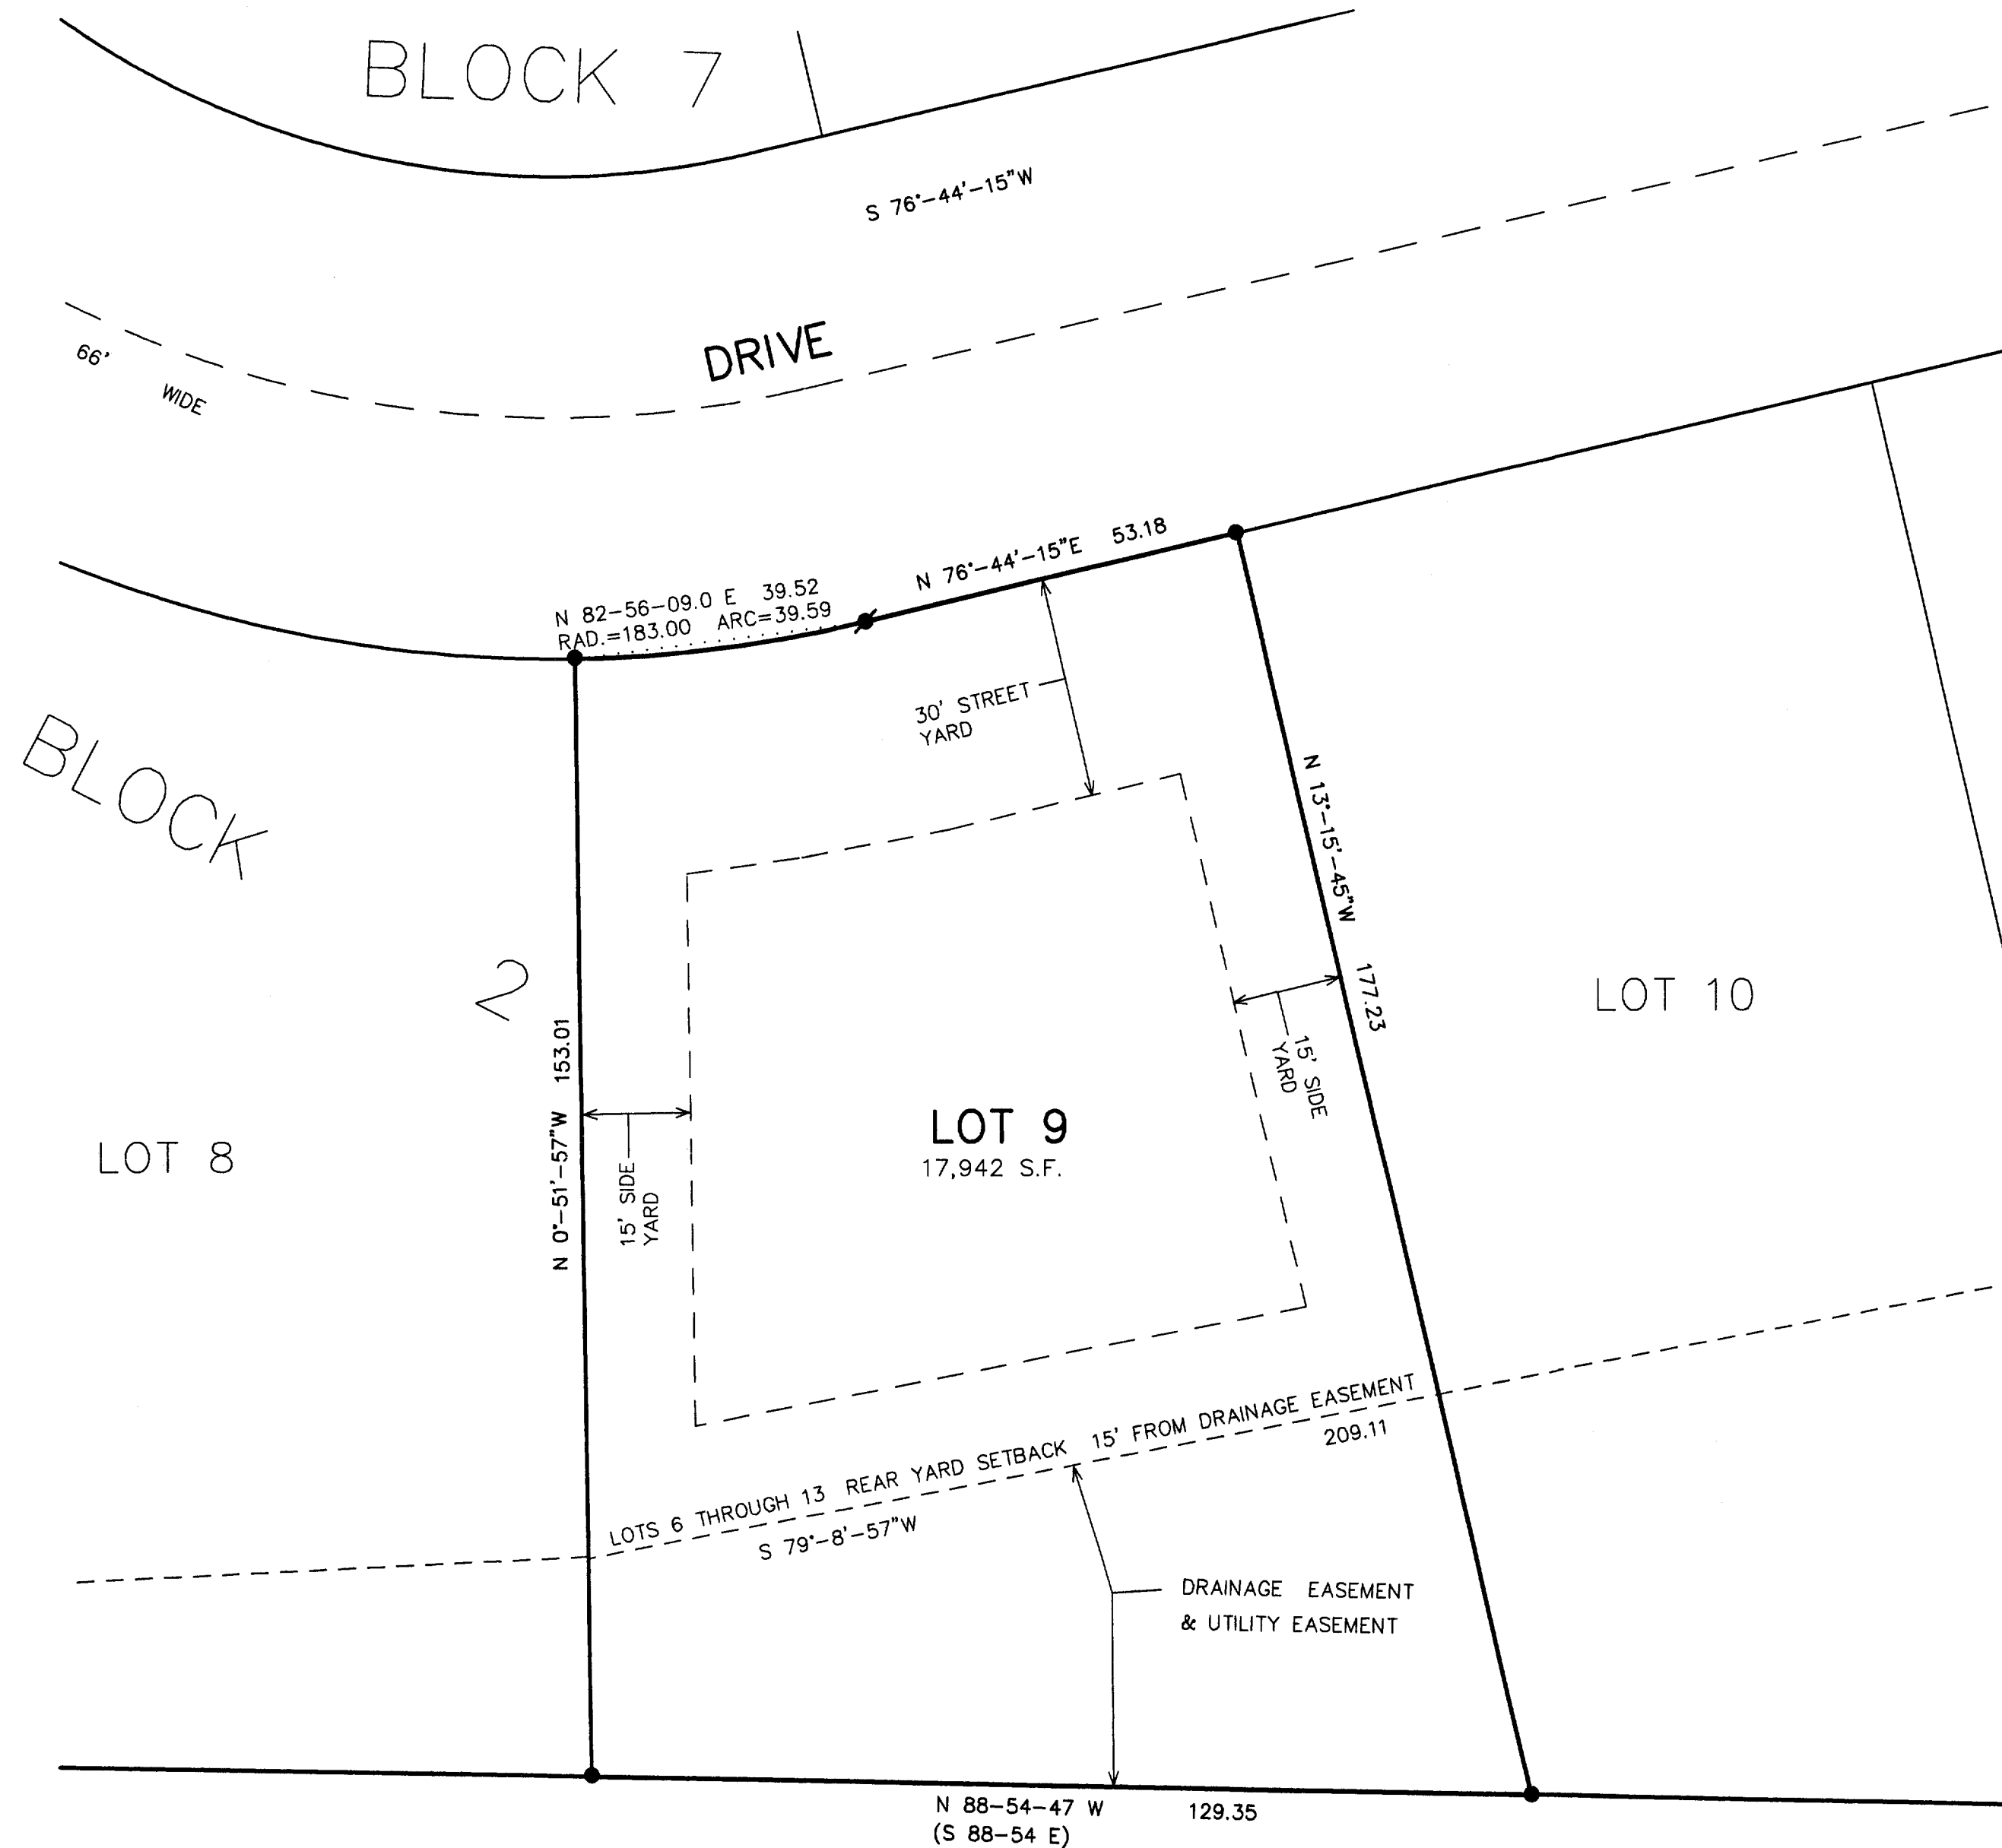 BLOCK 7
S 76°-44'-15"W
DRIVE
66' WIDE
N 76°-44'-15"E 53.18
N 82-56-09.0 E 39.52
RAD.=183.00 ARC=39.59
30' STREET
YARD
BLOCK
2
N 13°-15'-45"W 177.23
LOT 10
N 0°-51'-57"W 153.01
15' SIDE
YARD
15' SIDE
YARD
LOT 9
17,942 S.F.
LOT 8
LOTS 6 THROUGH 13 REAR YARD SETBACK 15' FROM DRAINAGE EASEMENT
209.11
S 79°-8'-57"W
DRAINAGE EASEMENT
& UTILITY EASEMENT
N 88-54-47 W 129.35
(S 88-54 E)